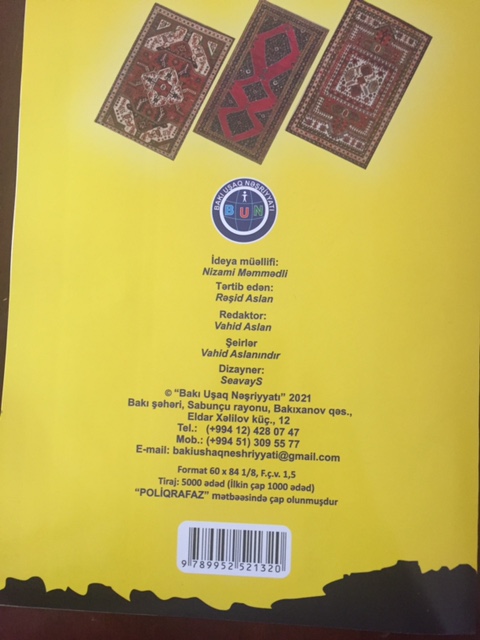 BAKI UŞAQ NƏŞRİYYATI
BUN
İdeya müəllifi:
Nizami Məmmədli
Tərtib edən:
Rəşid Aslan
Redaktor:
Vahid Aslan
Şeirlər
Vahid Aslanındır
Dizayner:
SeavayS
© “Bakı Uşaq Nəşriyyatı” 2021
Bakı şəhəri, Sabunçu rayonu, Bakıxanov qəs.,
Eldar Xəlilov küç., 12
Tel.: (+994 12) 428 07 47
Mob.: (+994 51) 309 55 77
E-mail: bakiushaqneshriyyati@gmail.com
Format 60 x 84 1/8, F.ç.v. 1,5
Tiraj: 5000 ədəd (İlkin çap 1000 ədəd)
“POLİQRAFAZ” mətbəəsində çap olunmuşdur
9 789952 521320